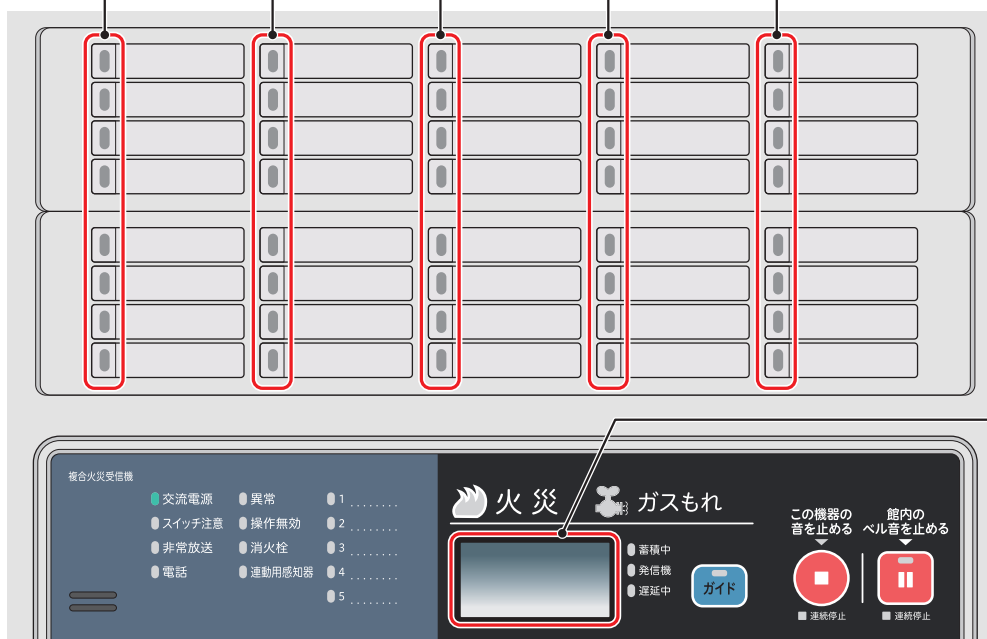 複合火災受信機
交流電源
スイッチ注意
非常放送
電話
異常
操作無効
消火栓
連動用感知器
1 ........
2 ........
3 ........
4 ........
5 ........
火災
ガスもれ
蓄積中
発信機
遅延中
ガイド
この機器の
音を止める
連続停止
館内の
ベル音を止める
連続停止